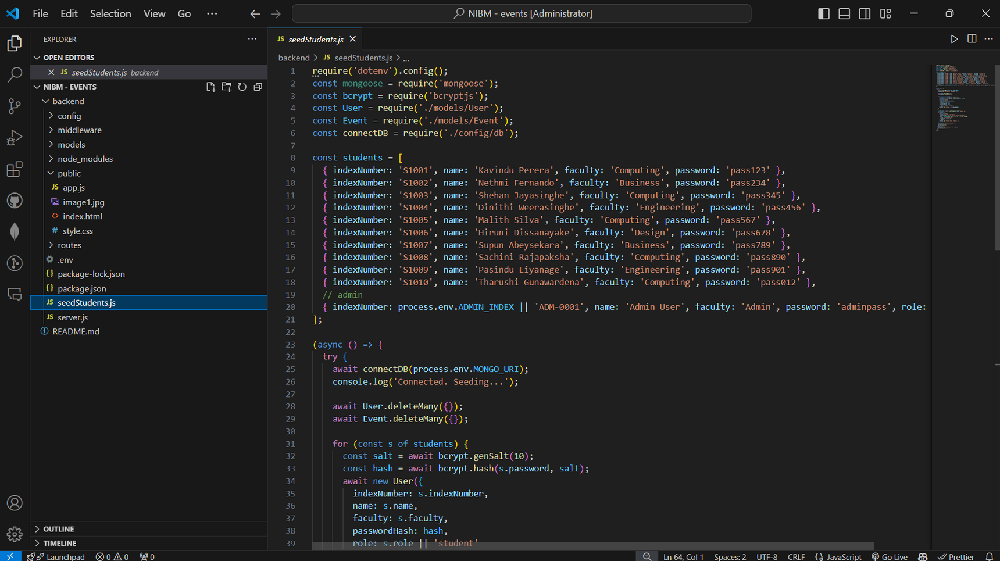 File Edit Selection View Go ··· NIBM - events [Administrator]
EXPLORER
OPEN EDITORS
JS seedStudents.js backend
NIBM - EVENTS
backend
config
middleware
models
node_modules
public
JS app.js
image1.jpg
<> index.html
# style.css
routes
.env
{} package-lock.json
{} package.json
JS seedStudents.js
JS server.js
README.md
OUTLINE
TIMELINE
JS seedStudents.js
backend > JS seedStudents.js > ...
1 require('dotenv').config();
2 const mongoose = require('mongoose');
3 const bcrypt = require('bcryptjs');
4 const User = require('./models/User');
5 const Event = require('./models/Event');
6 const connectDB = require('./config/db');
7
8 const students = [
9 { indexNumber: 'S1001', name: 'Kavindu Perera', faculty: 'Computing', password: 'pass123' },
10 { indexNumber: 'S1002', name: 'Nethmi Fernando', faculty: 'Business', password: 'pass234' },
11 { indexNumber: 'S1003', name: 'Shehan Jayasinghe', faculty: 'Computing', password: 'pass345' },
12 { indexNumber: 'S1004', name: 'Dinithi Weerasinghe', faculty: 'Engineering', password: 'pass456' },
13 { indexNumber: 'S1005', name: 'Malith Silva', faculty: 'Computing', password: 'pass567' },
14 { indexNumber: 'S1006', name: 'Hiruni Dissanayake', faculty: 'Design', password: 'pass678' },
15 { indexNumber: 'S1007', name: 'Supun Abeysekara', faculty: 'Business', password: 'pass789' },
16 { indexNumber: 'S1008', name: 'Sachini Rajapaksha', faculty: 'Computing', password: 'pass890' },
17 { indexNumber: 'S1009', name: 'Pasindu Liyanage', faculty: 'Engineering', password: 'pass901' },
18 { indexNumber: 'S1010', name: 'Tharushi Gunawardena', faculty: 'Computing', password: 'pass012' },
19 // admin
20 { indexNumber: process.env.ADMIN_INDEX || 'ADM-0001', name: 'Admin User', faculty: 'Admin', password: 'adminpass', role:
21 ];
22
23 (async () => {
24 try {
25 await connectDB(process.env.MONGO_URI);
26 console.log('Connected. Seeding...');
27
28 await User.deleteMany({});
29 await Event.deleteMany({});
30
31 for (const s of students) {
32 const salt = await bcrypt.genSalt(10);
33 const hash = await bcrypt.hash(s.password, salt);
34 await new User({
35 indexNumber: s.indexNumber,
36 name: s.name,
37 faculty: s.faculty,
38 passwordHash: hash,
39 role: s.role || 'student'
Launchpad 0 0 0 Ln 64, Col 1 Spaces: 2 UTF-8 CRLF {} JavaScript Go Live Prettier